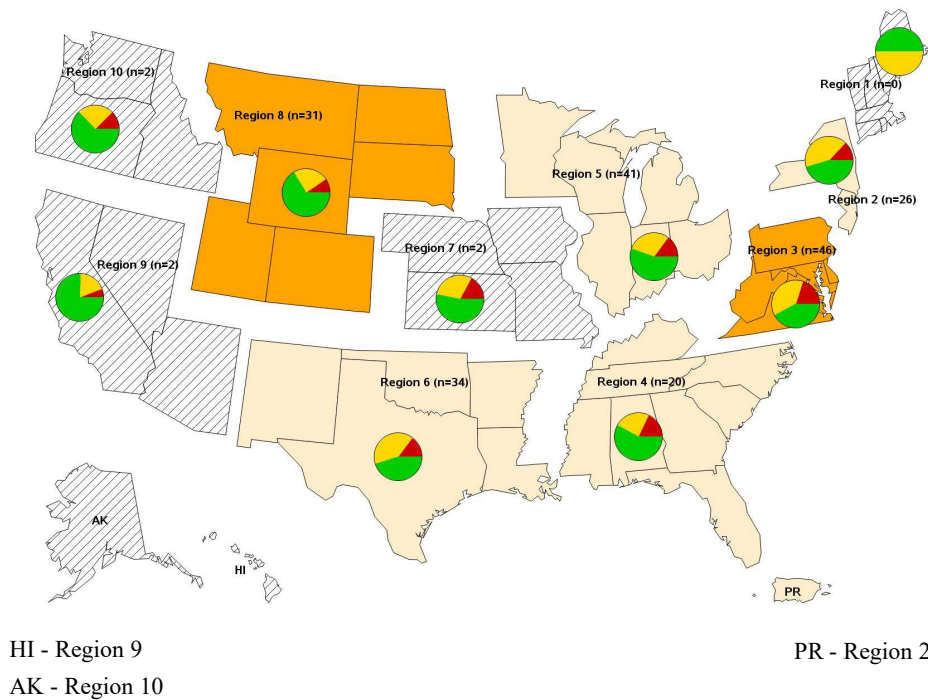 Region 10 (n=2)
Region 1 (n=0)
Region 8 (n=31)
Region 5 (n=41)
Region 2 (n=26)
Region 7 (n=2)
Region 3 (n=46)
Region 9 (n=2)
Region 6 (n=34)
Region 4 (n=20)
AK
HI
PR
HI - Region 9
PR - Region 2
AK - Region 10